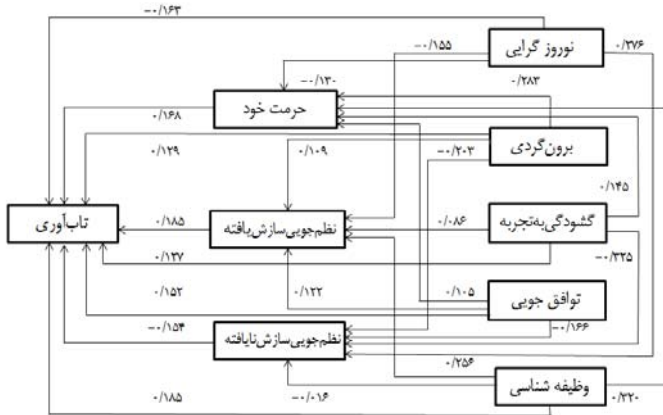 -۰/۱۶۳
نوروز گرایی
-۰/۱۵۵
۰/۲۷۶
-۰/۱۳۰
۰/۲۸۳
حرمت خود
۰/۱۶۸
برون‌گردی
۰/۱۲۹
۰/۱۰۹
-۰/۲۰۳
۰/۱۴۵
تاب‌آوری
۰/۱۸۵
نظم‌جویی‌سازش‌یافته
۰/۰۸۶
گشودگی‌به‌تجربه
۰/۱۲۷
-۰/۳۲۵
۰/۱۵۲
۰/۱۲۲
۰/۱۰۵
توافق جویی
-۰/۱۵۴
نظم‌جویی‌سازش‌نایافته
-۰/۱۶۶
۰/۲۵۶
وظیفه شناسی
۰/۱۸۵
-۰/۰۱۶
۰/۳۲۰